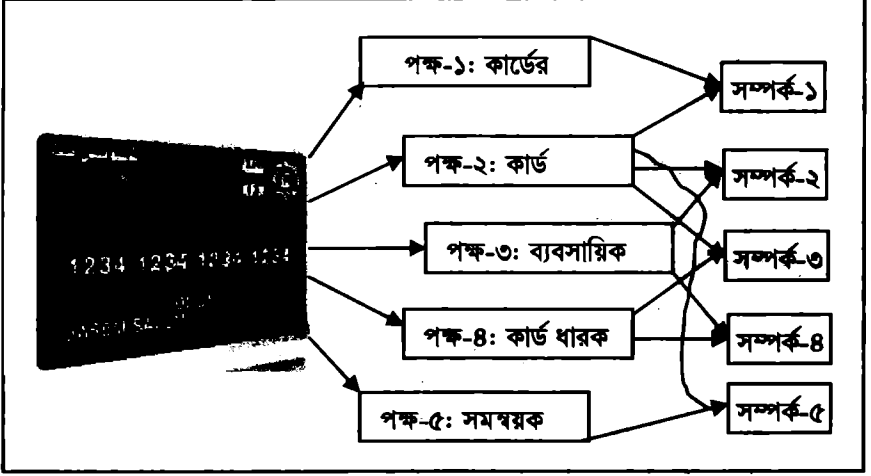 পক্ষ-১: কার্ডের
পক্ষ-২: কার্ড
পক্ষ-৩: ব্যবসায়িক
পক্ষ-৪: কার্ড ধারক
পক্ষ-৫: সমন্বয়ক
সম্পর্ক-১
সম্পর্ক-২
সম্পর্ক-৩
সম্পর্ক-৪
সম্পর্ক-৫
1234 1234 1234 1234